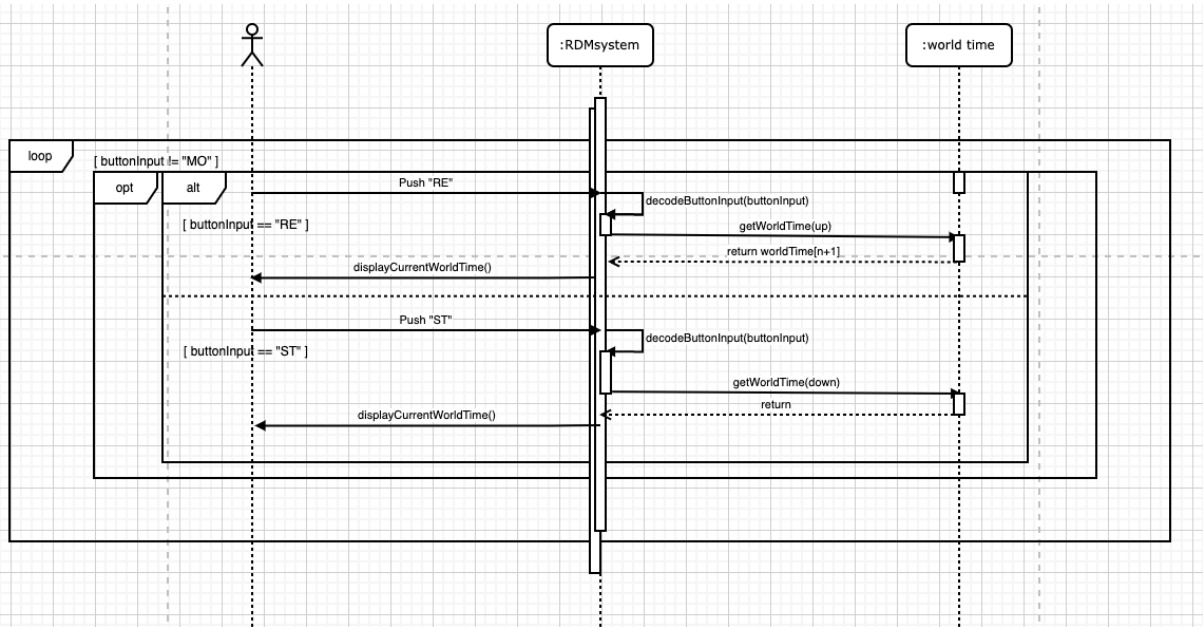 :RDMsystem
:world time
loop
[ buttonInput != "MO" ]
opt
alt
Push "RE"
decodeButtonInput(buttonInput)
[ buttonInput == "RE" ]
getWorldTime(up)
return worldTime[n+1]
displayCurrentWorldTime()
Push "ST"
decodeButtonInput(buttonInput)
[ buttonInput == "ST" ]
getWorldTime(down)
return
displayCurrentWorldTime()